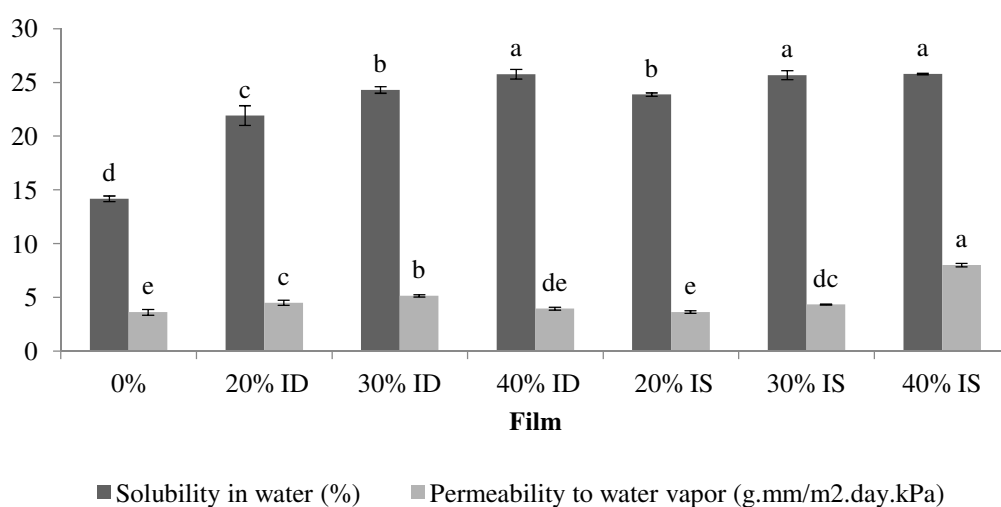 30
25
20
15
10
5
0
d
e
c
c
b
b
a
de
b
e
a
dc
a
a
0%
20% ID
30% ID
40% ID
20% IS
30% IS
40% IS
Film
Solubility in water (%)
Permeability to water vapor (g.mm/m2.day.kPa)